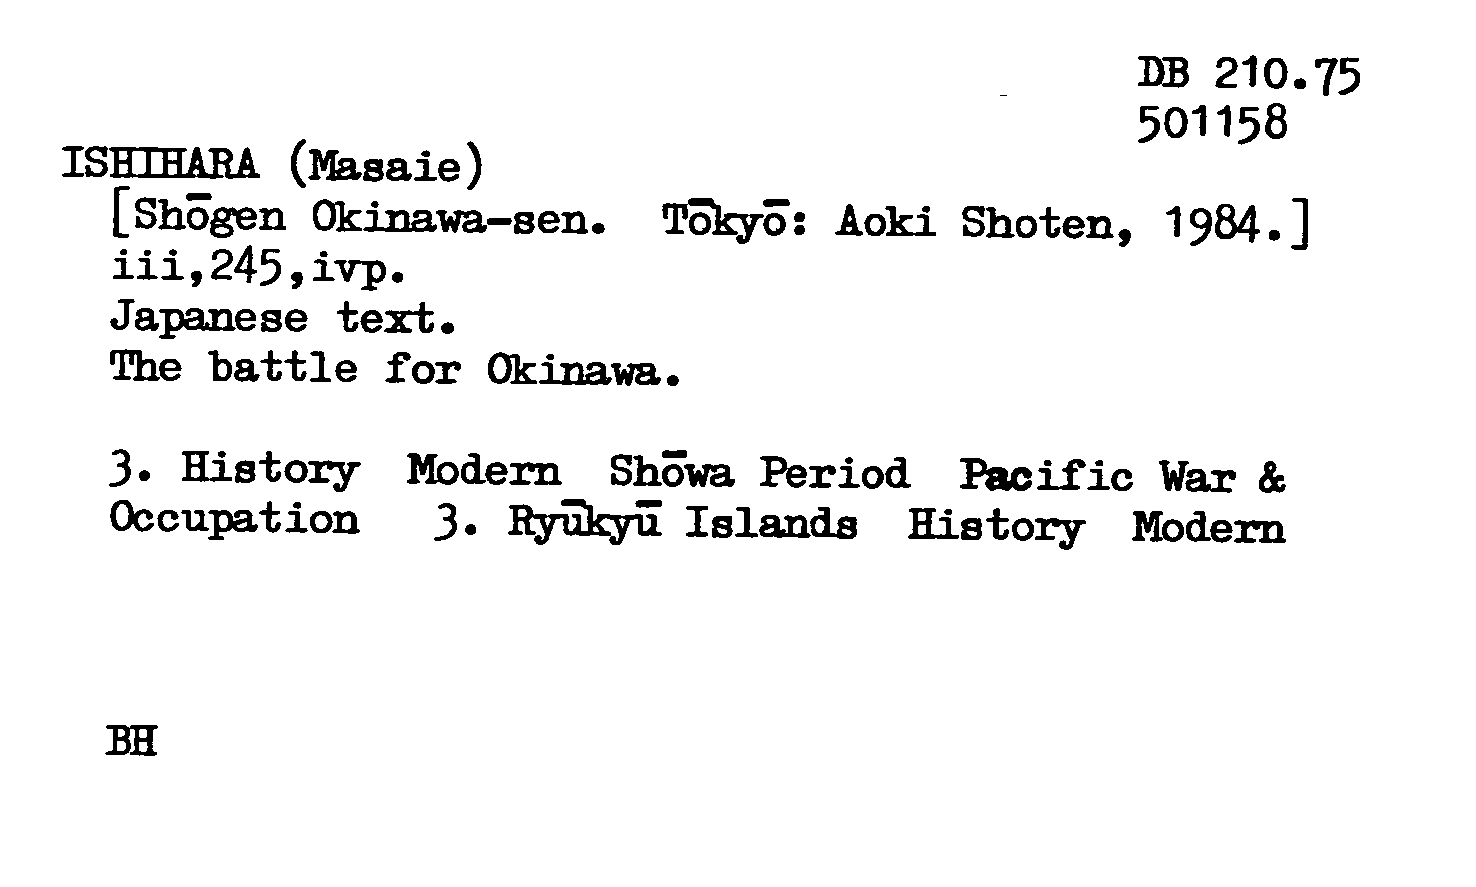 DB 210.75
501158
ISHIHARA (Masaie)
[Shōgen Okinawa-sen. Tōkyō: Aoki Shoten, 1984.]
iii,245,ivp.
Japanese text.
The battle for Okinawa.
3. History Modern Shōwa Period Pacific War &
Occupation 3. Ryūkyū Islands History Modern
BH